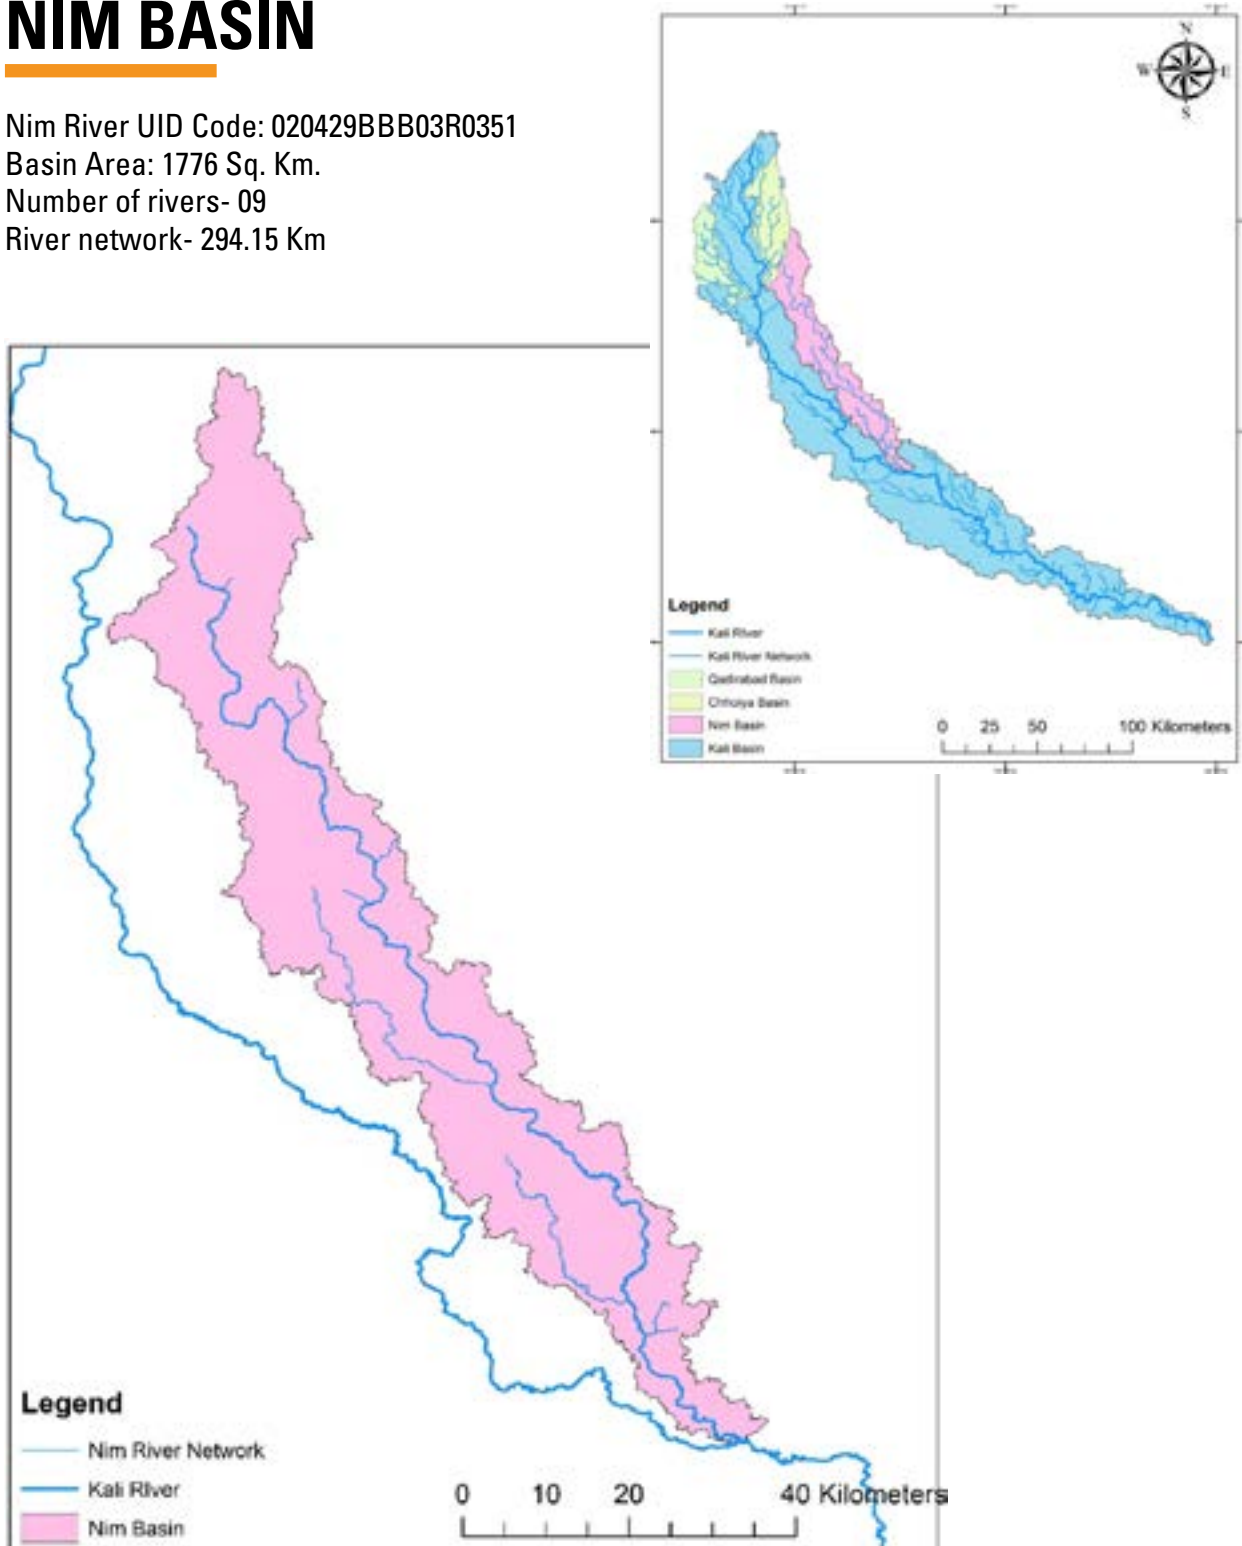 NIM BASIN
Nim River UID Code: 020429BBB03R0351
Basin Area: 1776 Sq. Km.
Number of rivers- 09
River network- 294.15 Km
N
W E
S
Legend
Kali River
Kali River Network
Qadirabad Basin
Chhoiya Basin
Nim Basin
Kali Basin
0 25 50 100 Kilometers
Legend
Nim River Network
Kali River
Nim Basin
0 10 20 40 Kilometers